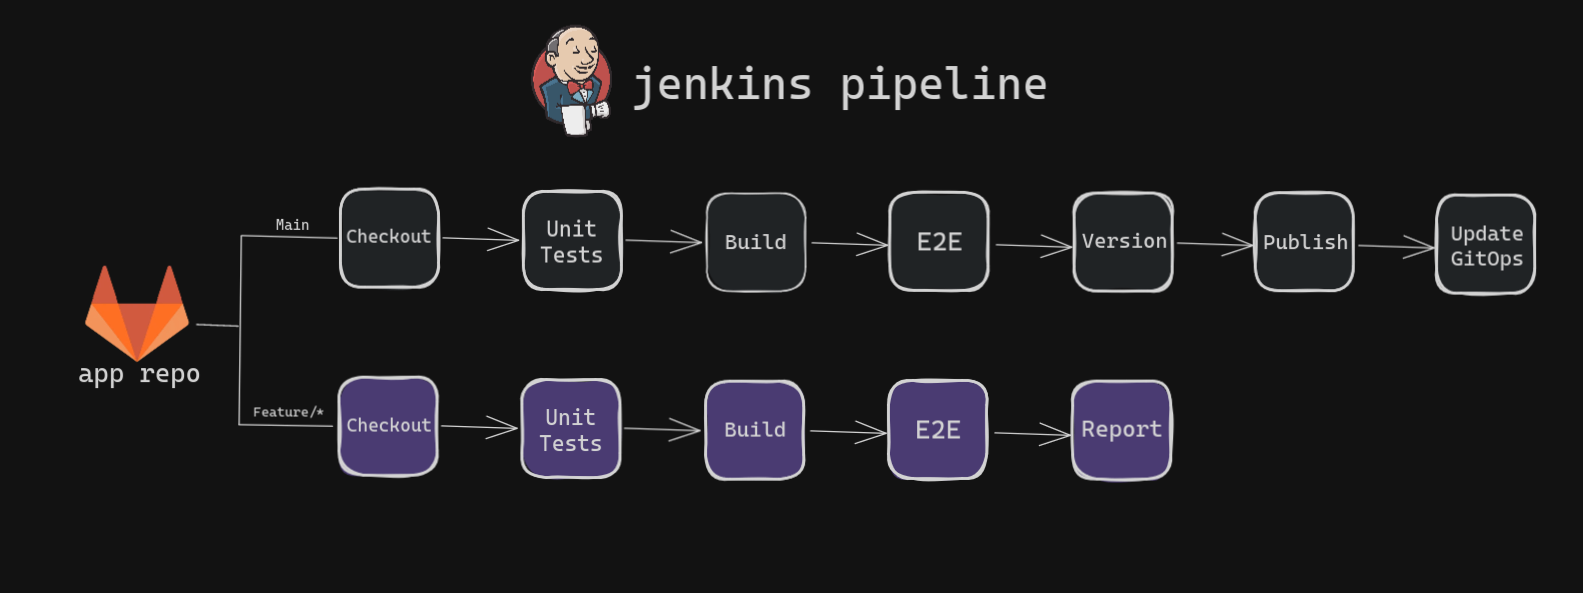 jenkins pipeline
Main
Checkout
Unit
Tests
Build
E2E
Version
Publish
Update
GitOps
app repo
Feature/*
Checkout
Unit
Tests
Build
E2E
Report